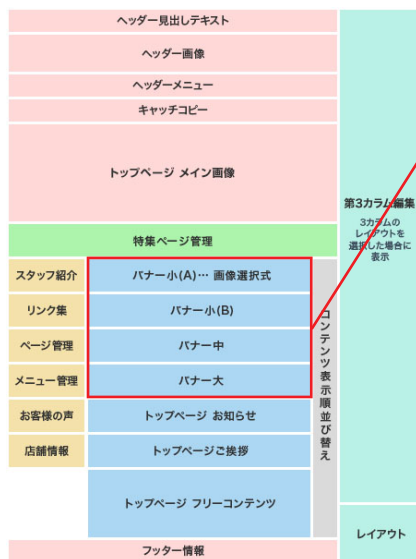 ヘッダー見出しテキスト
ヘッダー画像
ヘッダーメニュー
キャッチコピー
トップページ メイン画像
特集ページ管理
スタッフ紹介
リンク集
ページ管理
メニュー管理
お客様の声
店舗情報
バナー小(A)… 画像選択式
バナー小(B)
バナー中
バナー大
トップページ お知らせ
トップページご挨拶
トップページ フリーコンテンツ
コンテンツ表示順並び替え
フッター情報
第3カラム編集
3カラムの
レイアウトを
選択した場合に
表示
レイアウト